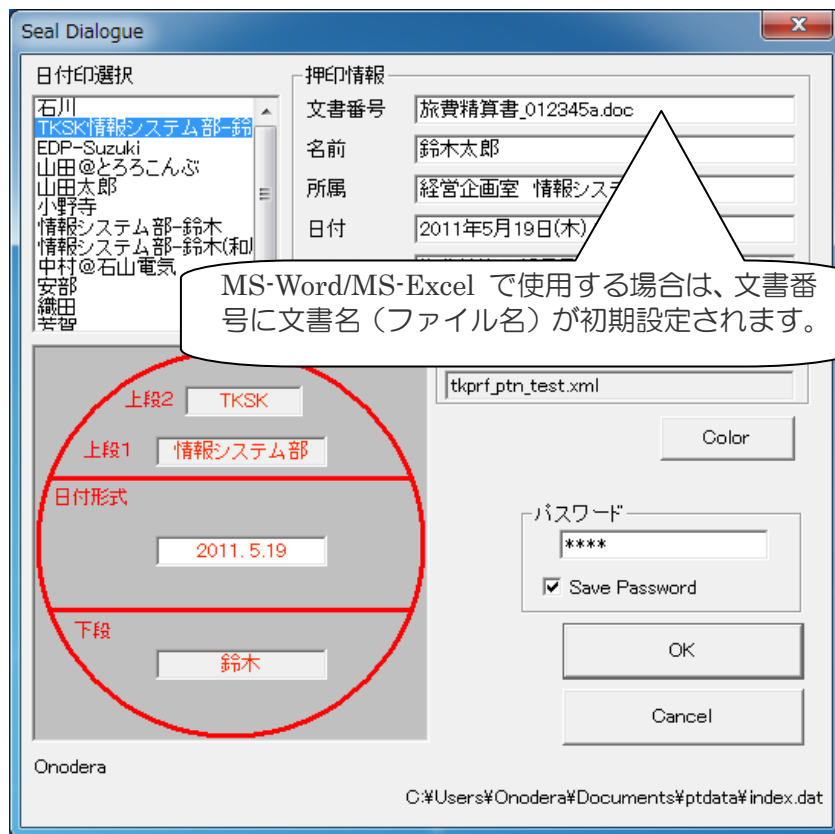 Seal Dialogue
日付印選択
石川
TKSK情報システム部-鈴
EDP-Suzuki
山田@とろろこんぶ
山田太郎
小野寺
情報システム部-鈴木
情報システム部-鈴木(和
中村@石山電気
安部
織田
芳賀
押印情報
文書番号 旅費精算書_012345a.doc
名前 鈴木太郎
所属 経営企画室 情報シス
日付 2011年5月19日(木)
MS-Word/MS-Excel で使用する場合は、文書番
号に文書名（ファイル名）が初期設定されます。
tkprf_ptn_test.xml
Color
上段2 TKSK
上段1 情報システム部
日付形式
2011. 5.19
下段
鈴木
パスワード
****
Save Password
OK
Cancel
Onodera
C:¥Users¥Onodera¥Documents¥ptdata¥index.dat